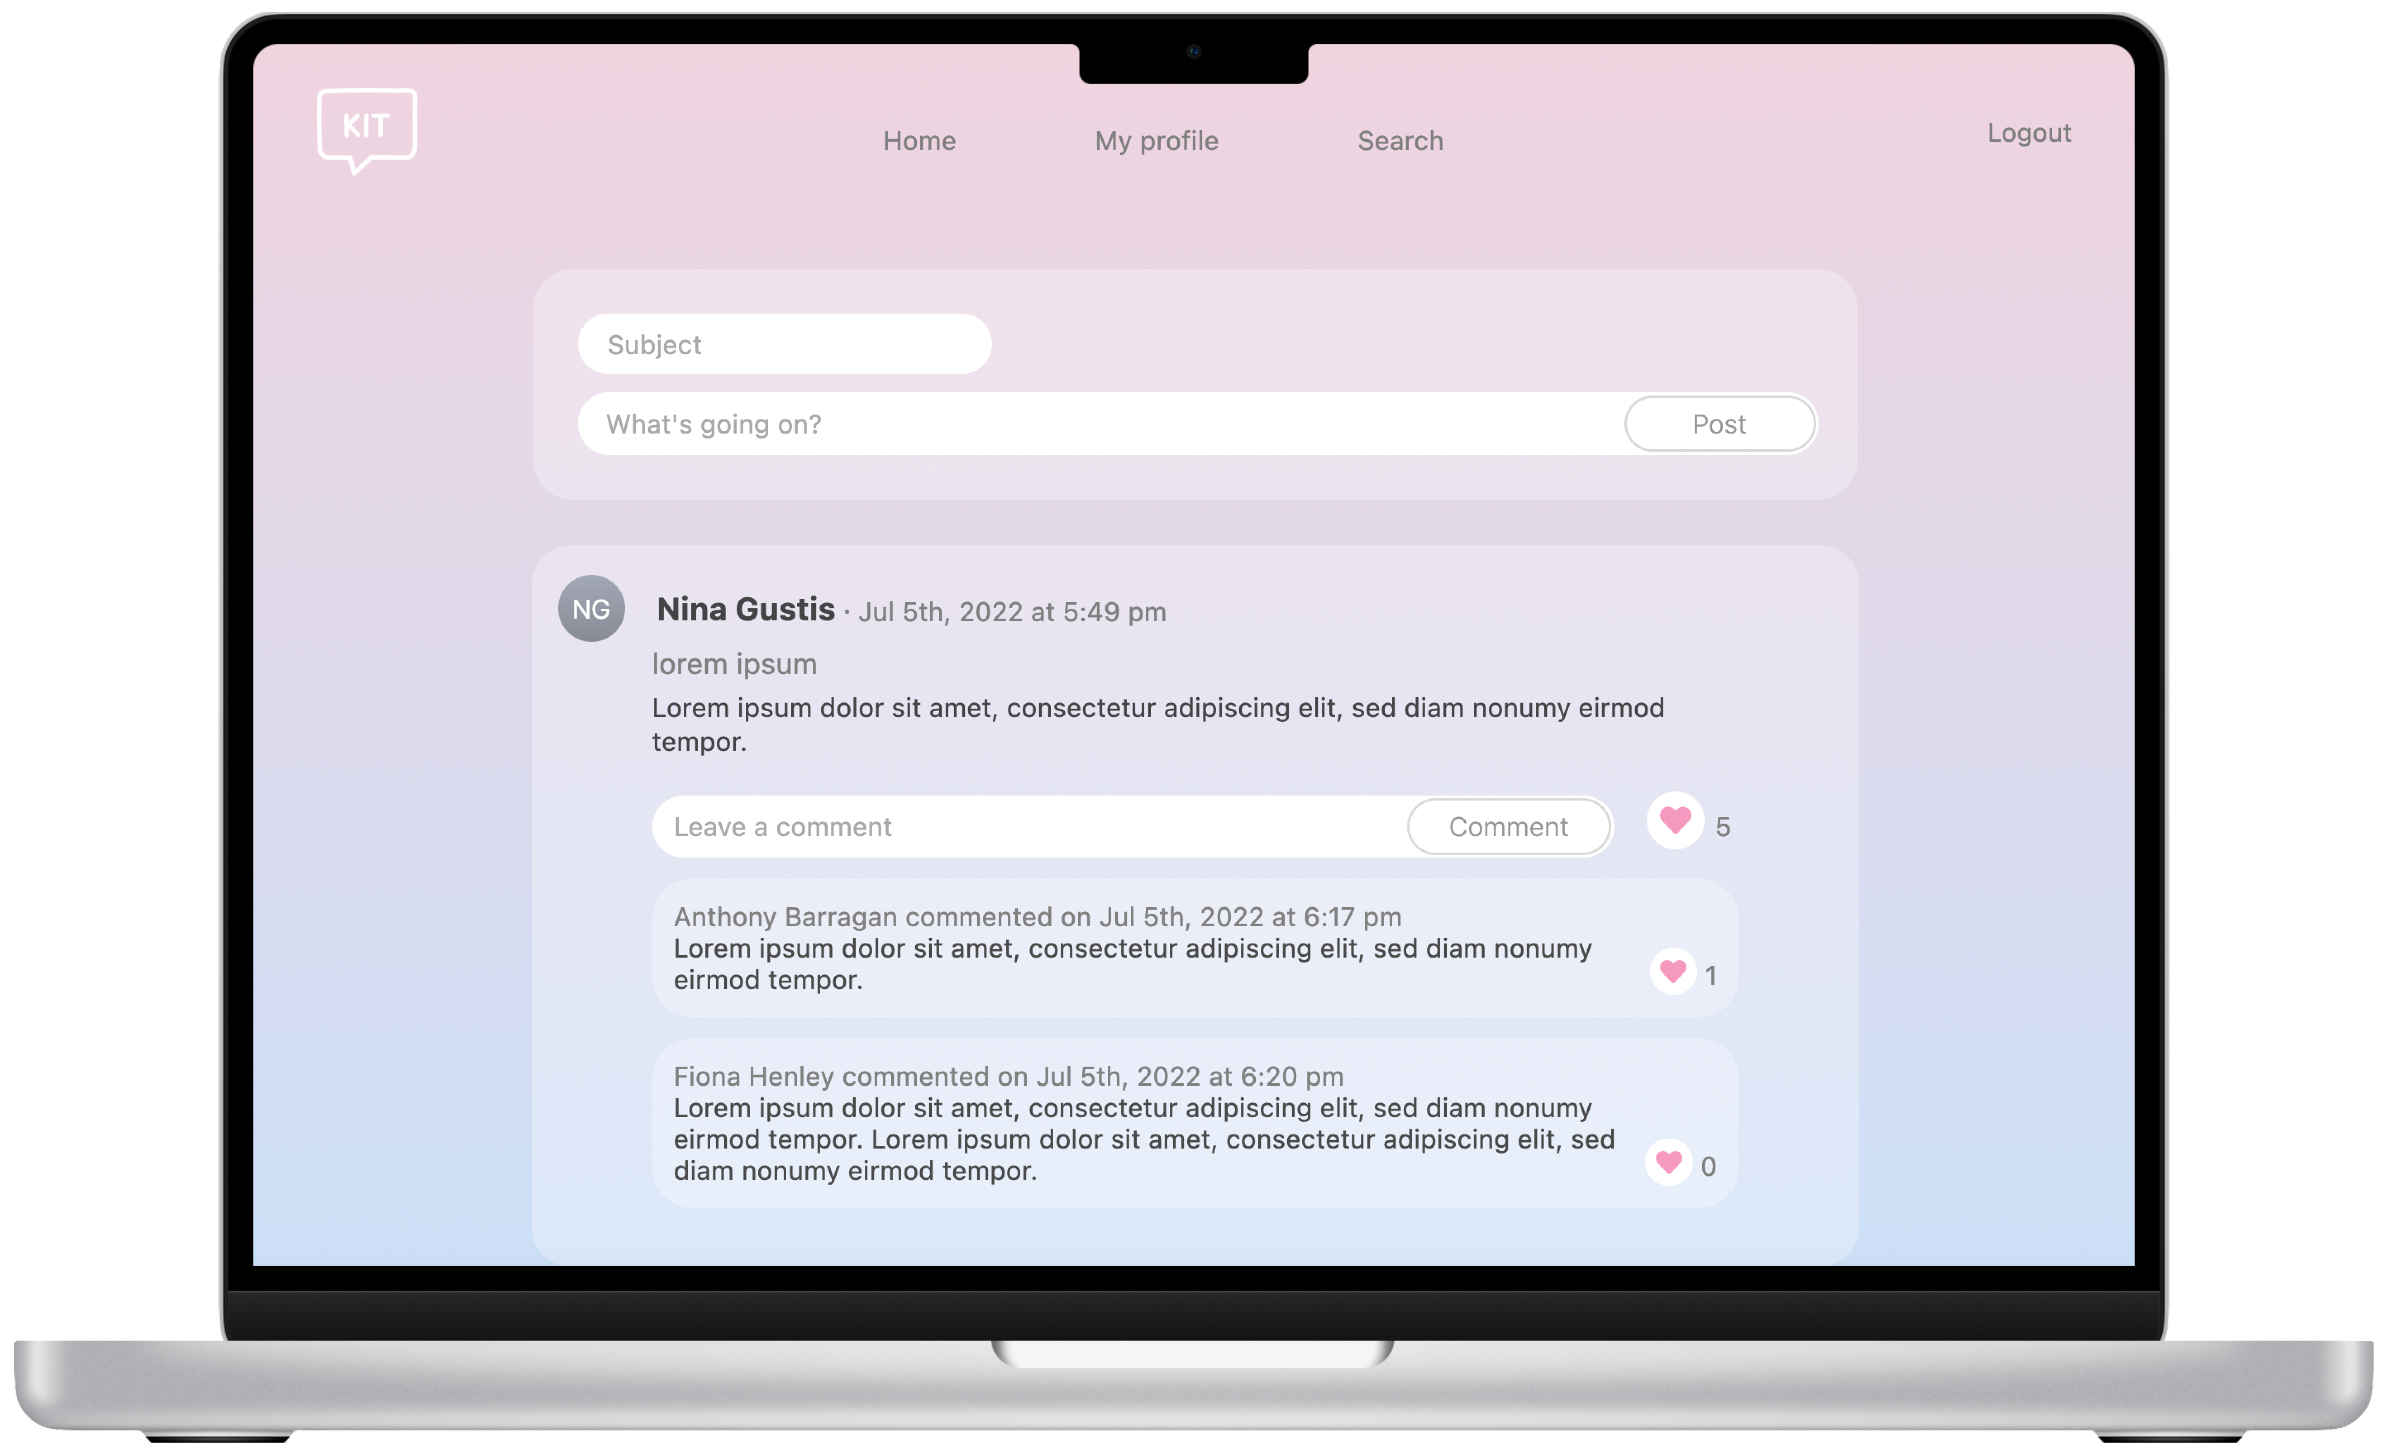 KIT
Home
My profile
Search
Logout
Subject
What's going on?
Post
NG
Nina Gustis · Jul 5th, 2022 at 5:49 pm
lorem ipsum
Lorem ipsum dolor sit amet, consectetur adipiscing elit, sed diam nonumy eirmod
tempor.
Leave a comment
Comment
5
Anthony Barragan commented on Jul 5th, 2022 at 6:17 pm
Lorem ipsum dolor sit amet, consectetur adipiscing elit, sed diam nonumy
eirmod tempor.
1
Fiona Henley commented on Jul 5th, 2022 at 6:20 pm
Lorem ipsum dolor sit amet, consectetur adipiscing elit, sed diam nonumy
eirmod tempor. Lorem ipsum dolor sit amet, consectetur adipiscing elit, sed
diam nonumy eirmod tempor.
0